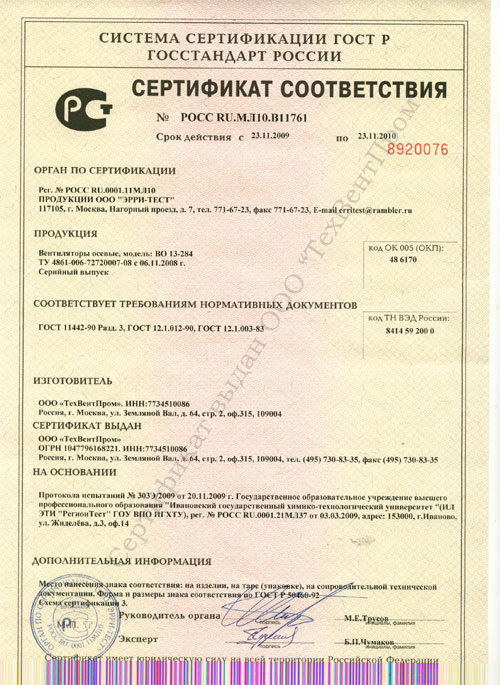 СИСТЕМА СЕРТИФИКАЦИИ ГОСТ Р
ГОССТАНДАРТ РОССИИ
СЕРТИФИКАТ СООТВЕТСТВИЯ
№ РОСС RU.МЛ10.В11761
Срок действия с 23.11.2009 по 23.11.2010
8920076
ОРГАН ПО СЕРТИФИКАЦИИ
Рег. № РОСС RU.0001.11МЛ10
ПРОДУКЦИИ ООО "ЭРРИ-ТЕСТ"
117105, г. Москва, Нагорный проезд, д. 7, тел. 771-67-23, факс 771-67-23, E-mail erritest@rambler.ru
ПРОДУКЦИЯ
Вентиляторы осевые, модель: ВО 13-284
ТУ 4861-006-72720007-08 с 06.11.2008 г.
Серийный выпуск
код ОК 005 (ОКП):
48 6170
СООТВЕТСТВУЕТ ТРЕБОВАНИЯМ НОРМАТИВНЫХ ДОКУМЕНТОВ
ГОСТ 11442-90 Разд. 3, ГОСТ 12.1.012-90, ГОСТ 12.1.003-83
код ТН ВЭД России:
8414 59 200 0
ИЗГОТОВИТЕЛЬ
ООО «ТехВентПром». ИНН:7734510086
Россия, г. Москва, ул. Земляной Вал, д. 64, стр. 2, оф.315, 109004
СЕРТИФИКАТ ВЫДАН
ООО «ТехВентПром»
ОГРН 1047796168221. ИНН:7734510086
Россия, г. Москва, ул. Земляной Вал, д. 64, стр. 2, оф.315, 109004, тел. (495) 730-83-35, факс (495) 730-83-35
НА ОСНОВАНИИ
Протокола испытаний № 303Э/2009 от 20.11.2009 г. Государственное образовательное учреждение высшего
профессионального образования "Ивановский государственный химико-технологический университет "(ИЛ
ЭТИ "РегионТест" ГОУ ВПО ИГХТУ), рег. № РОСС RU.0001.21МЛ37 от 03.03.2009, адрес: 153000, г.Иваново,
ул. Жиделёва, д.3, оф.14
ДОПОЛНИТЕЛЬНАЯ ИНФОРМАЦИЯ
Место нанесения знака соответствия: на изделии, на таре (упаковке), на сопроводительной технической
документации. Форма и размеры знака соответствия по ГОСТ Р 50460-92
Схема сертификации 3.
Руководитель органа
подпись
М.Е.Трусов
инициалы, фамилия
М.П.
Эксперт
подпись
Б.П.Чумаков
инициалы, фамилия
Сертификат имеет юридическую силу на всей территории Российской Федерации
Сертификат выдан ООО "ТехВентПром"